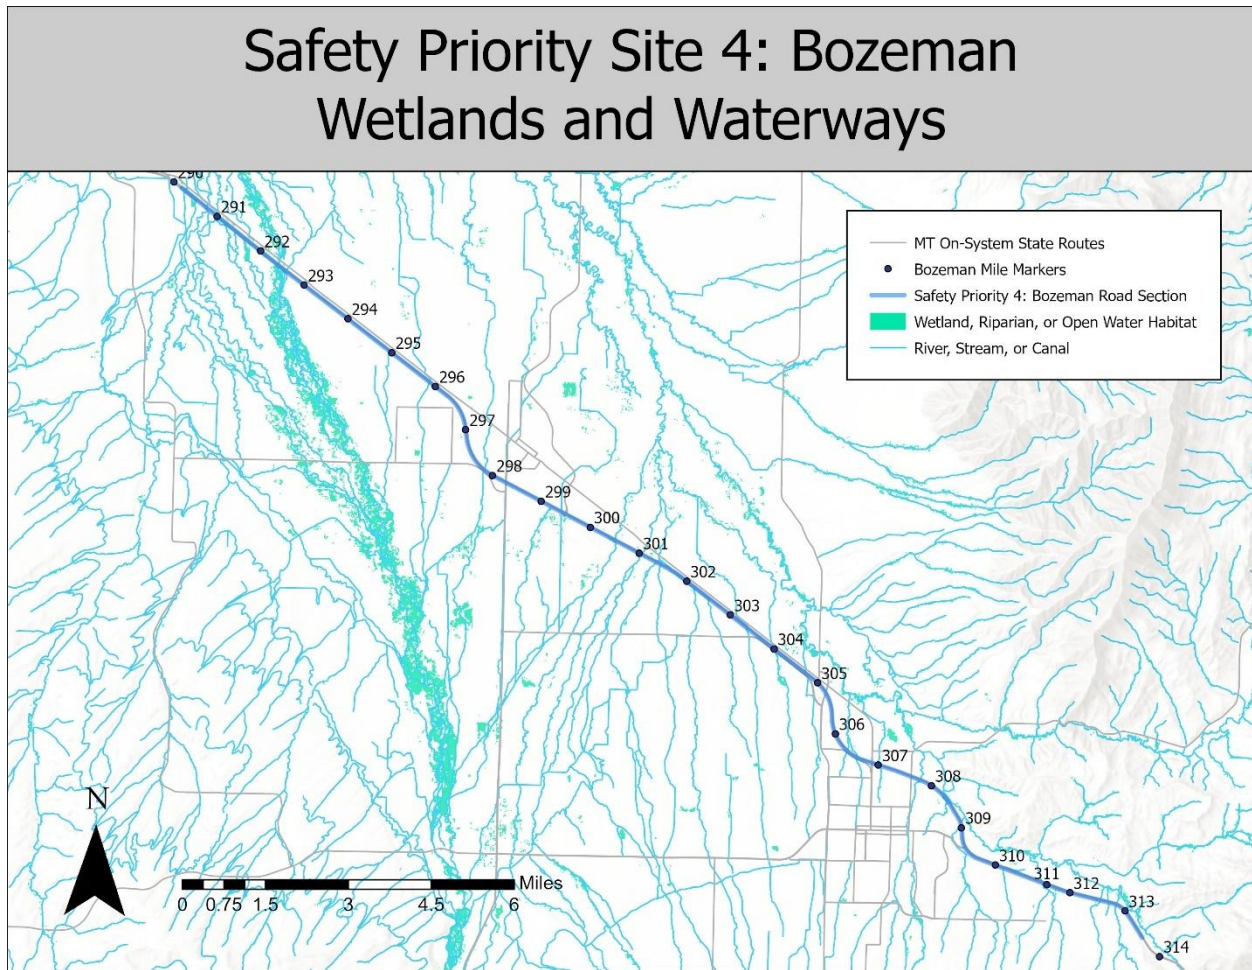 Safety Priority Site 4: Bozeman
Wetlands and Waterways
290
291
292
293
294
295
296
297
298
299
300
301
302
303
304
305
306
307
308
309
310
311
312
313
314
MT On-System State Routes
Bozeman Mile Markers
Safety Priority 4: Bozeman Road Section
Wetland, Riparian, or Open Water Habitat
River, Stream, or Canal
N
Miles
0 0.75 1.5 3 4.5 6